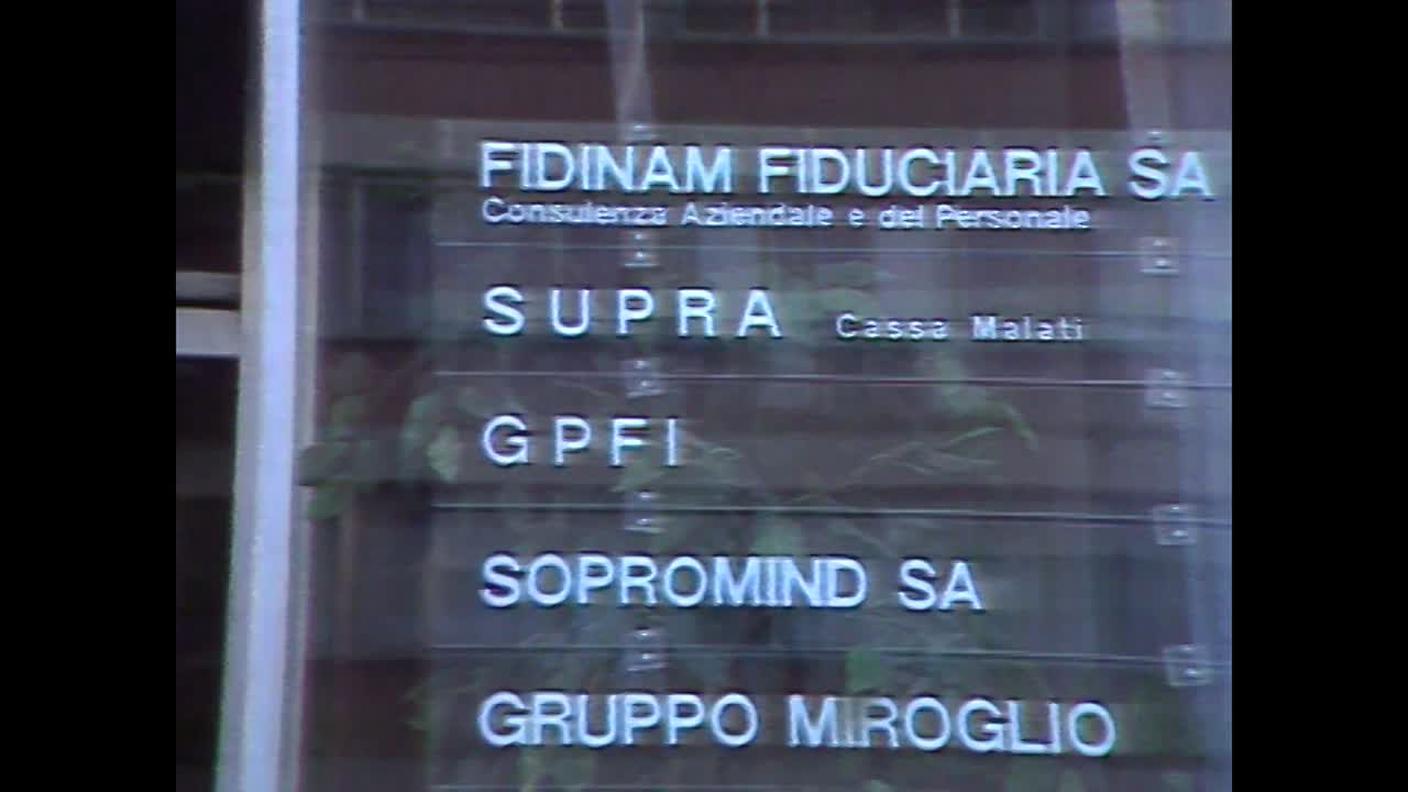 FIDINAM FIDUCIARIA SA
Consulenza Aziendale e del Personale
SUPRA Cassa Malati
GPFI
SOPROMIND SA
GRUPPO MIROGLIO